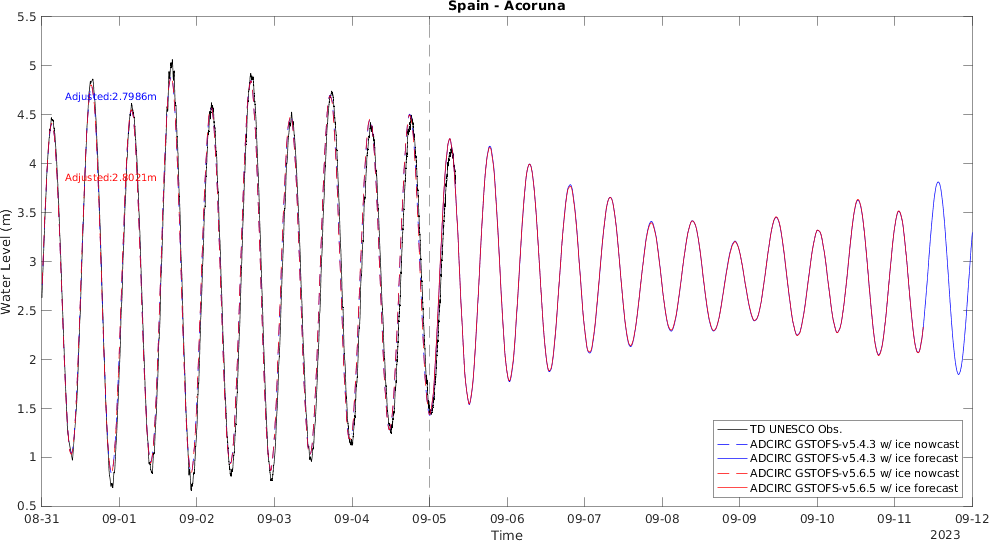 Spain - Acoruna
5.5
5
4.5
4
3.5
3
2.5
2
1.5
1
0.5
Water Level (m)
Adjusted:2.7986m
Adjusted:2.8021m
TD UNESCO Obs.
ADCIRC GSTOFS-v5.4.3 w/ ice nowcast
ADCIRC GSTOFS-v5.4.3 w/ ice forecast
ADCIRC GSTOFS-v5.6.5 w/ ice nowcast
ADCIRC GSTOFS-v5.6.5 w/ ice forecast
08-31 09-01 09-02 09-03 09-04 09-05 09-06 09-07 09-08 09-09 09-10 09-11 09-12
Time
2023